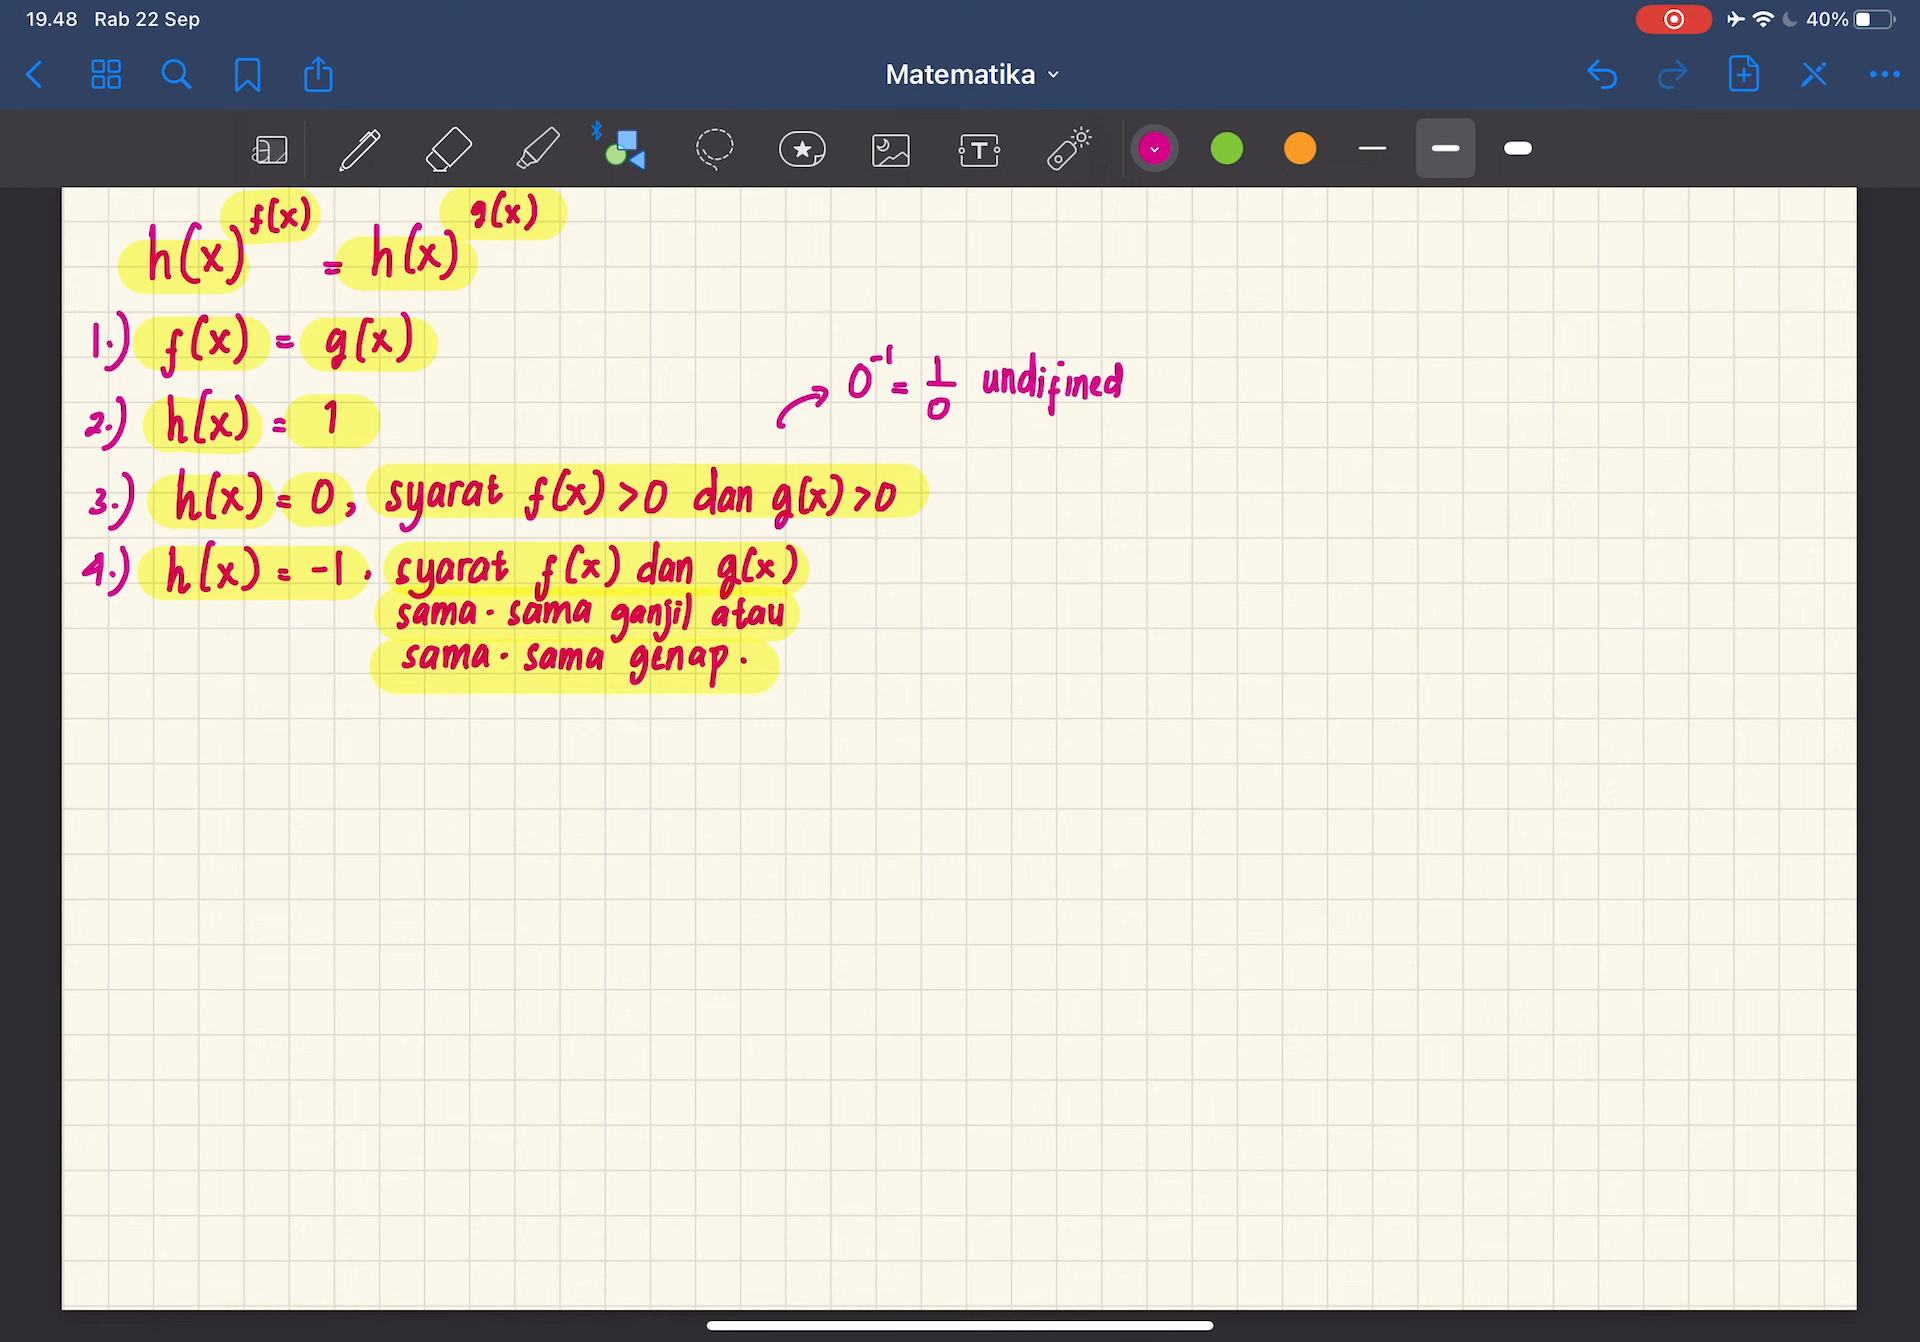 19.48 Rab 22 Sep
40%
Matematika
T
h(x)^f(x) = h(x)^g(x)
1.) f(x) = g(x)
0^-1 = 1/0 undifined
2.) h(x) = 1
3.) h(x) = 0, syarat f(x) >0 dan g(x) >0
4.) h(x) = -1. syarat f(x) dan g(x)
sama-sama ganjil atau
sama-sama genap.